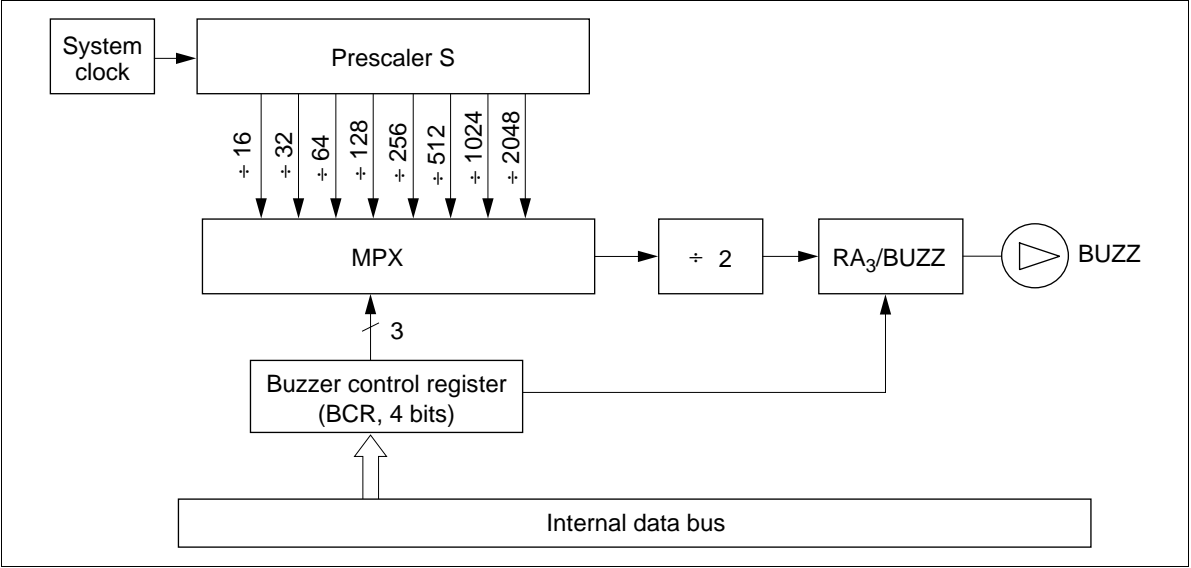 System
clock
Prescaler S
÷ 16
÷ 32
÷ 64
÷ 128
÷ 256
÷ 512
÷ 1024
÷ 2048
MPX
÷ 2
RA₃/BUZZ
BUZZ
3
Buzzer control register
(BCR, 4 bits)
Internal data bus